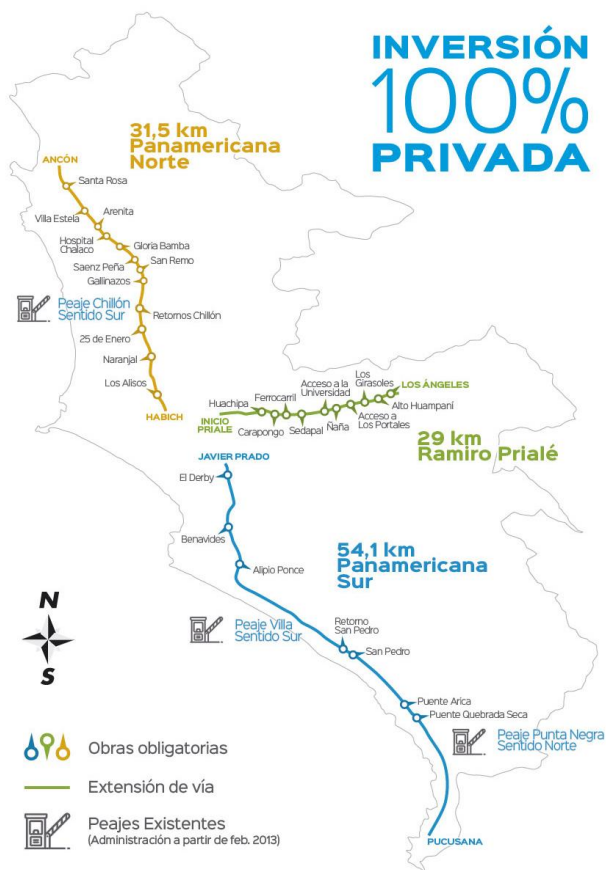 INVERSIÓN
100%
PRIVADA
31,5 km
Panamericana
Norte
ANCÓN
Santa Rosa
Villa Estela
Arenita
Hospital
Chalaco
Gloria Bamba
Saenz Peña
San Remo
Gallinazos
Peaje Chillón
Sentido Sur
Retornos Chillón
25 de Enero
Naranjal
Los Alisos
HABICH
INICIO
PRIALE
Huachipa
Carapongo
Ferrocarril
Sedapal
Acceso a la
Universidad
Ñaña
Acceso a
Los Portales
Los
Girasoles
Alto Huampaní
LOS ÁNGELES
29 km
Ramiro Prialé
JAVIER PRADO
El Derby
Benavides
Alipio Ponce
54,1 km
Panamericana
Sur
Peaje Villa
Sentido Sur
Retorno
San Pedro
San Pedro
Puente Arica
Puente Quebrada Seca
Peaje Punta Negra
Sentido Norte
PUCUSANA
N
S
Obras obligatorias
Extensión de vía
Peajes Existentes
(Administración a partir de feb. 2013)